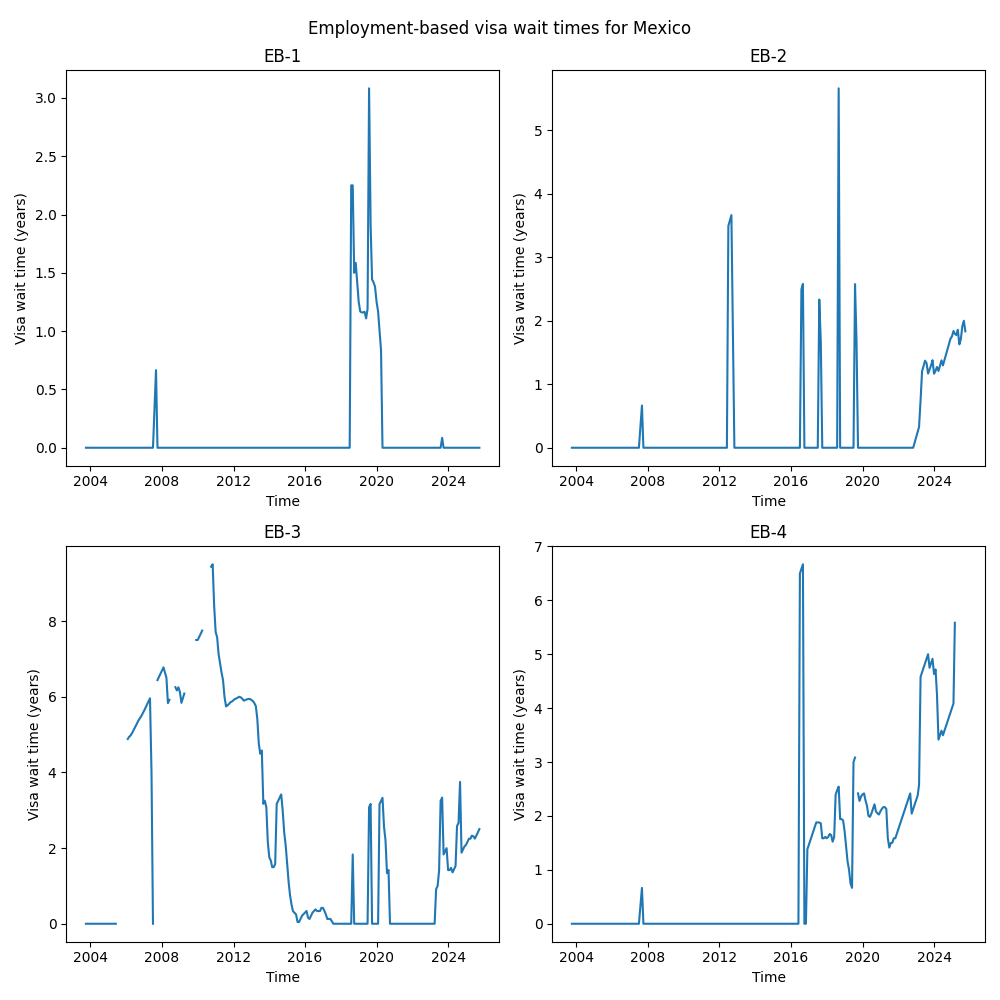 Employment-based visa wait times for Mexico
EB-1
Visa wait time (years)
3.0
2.5
2.0
1.5
1.0
0.5
0.0
2004 2008 2012 2016 2020 2024
Time
EB-2
Visa wait time (years)
5
4
3
2
1
0
2004 2008 2012 2016 2020 2024
Time
EB-3
Visa wait time (years)
8
6
4
2
0
2004 2008 2012 2016 2020 2024
Time
EB-4
Visa wait time (years)
7
6
5
4
3
2
1
0
2004 2008 2012 2016 2020 2024
Time